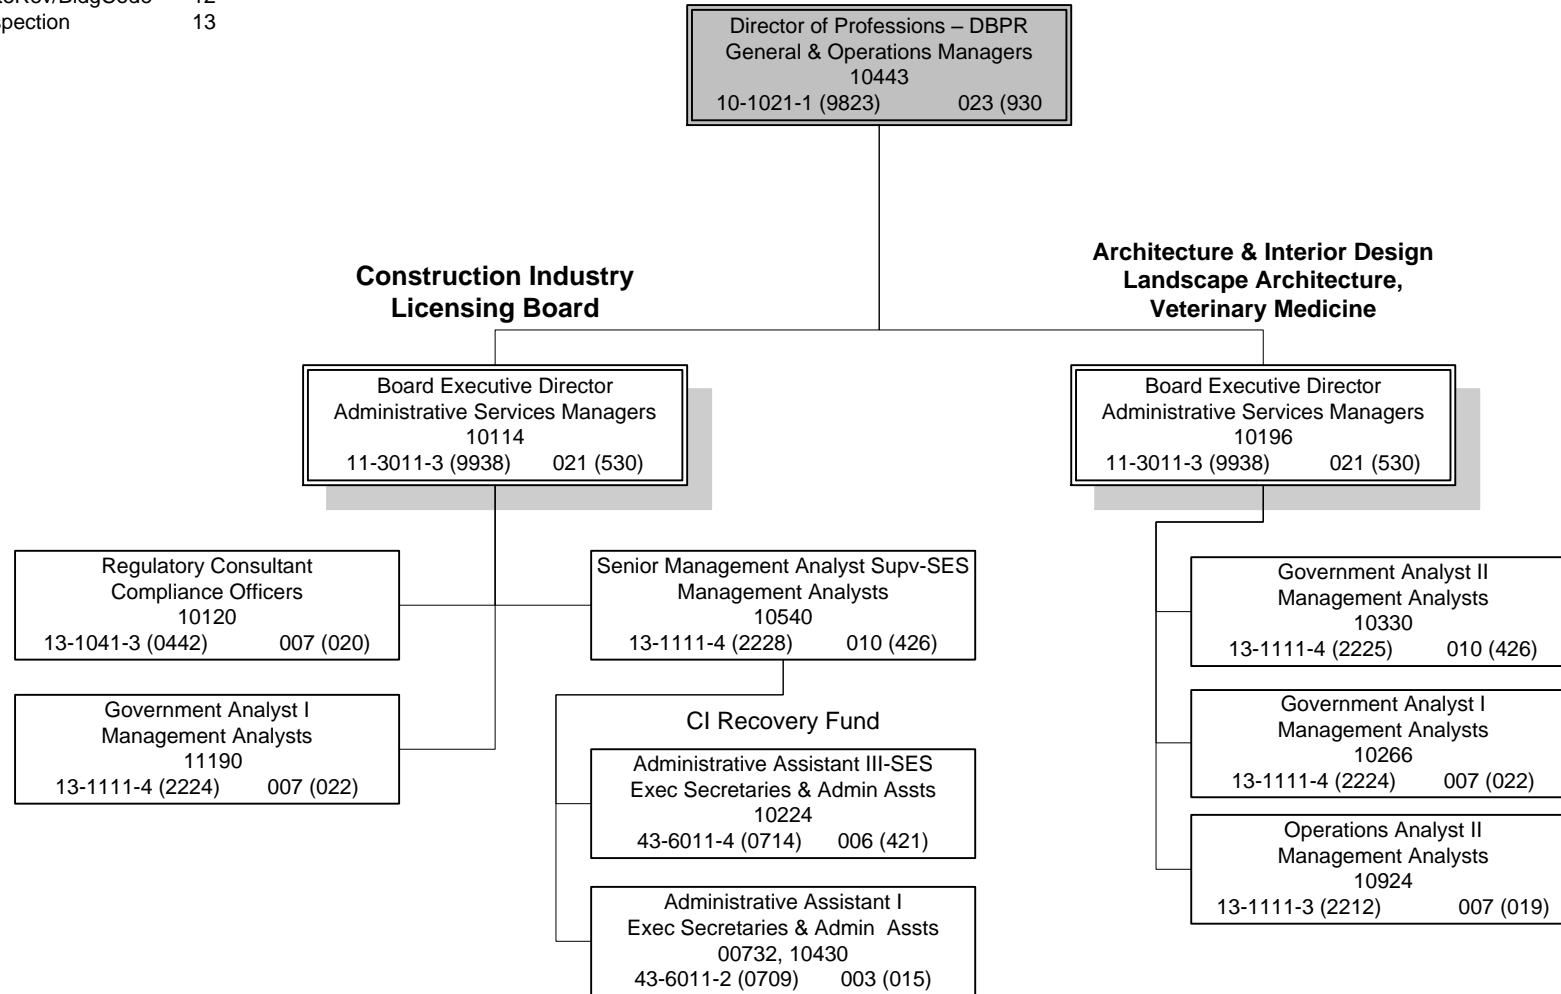 12
spection 13
Director of Professions – DBPR
General & Operations Managers
10443
10-1021-1 (9823) 023 (930
Construction Industry
Licensing Board
Architecture & Interior Design
Landscape Architecture,
Veterinary Medicine
Board Executive Director
Administrative Services Managers
10114
11-3011-3 (9938) 021 (530)
Board Executive Director
Administrative Services Managers
10196
11-3011-3 (9938) 021 (530)
Regulatory Consultant
Compliance Officers
10120
13-1041-3 (0442) 007 (020)
Senior Management Analyst Supv-SES
Management Analysts
10540
13-1111-4 (2228) 010 (426)
Government Analyst II
Management Analysts
10330
13-1111-4 (2225) 010 (426)
Government Analyst I
Management Analysts
11190
13-1111-4 (2224) 007 (022)
CI Recovery Fund
Administrative Assistant III-SES
Exec Secretaries & Admin Assts
10224
43-6011-4 (0714) 006 (421)
Administrative Assistant I
Exec Secretaries & Admin Assts
00732, 10430
43-6011-2 (0709) 003 (015)
Government Analyst I
Management Analysts
10266
13-1111-4 (2224) 007 (022)
Operations Analyst II
Management Analysts
10924
13-1111-3 (2212) 007 (019)